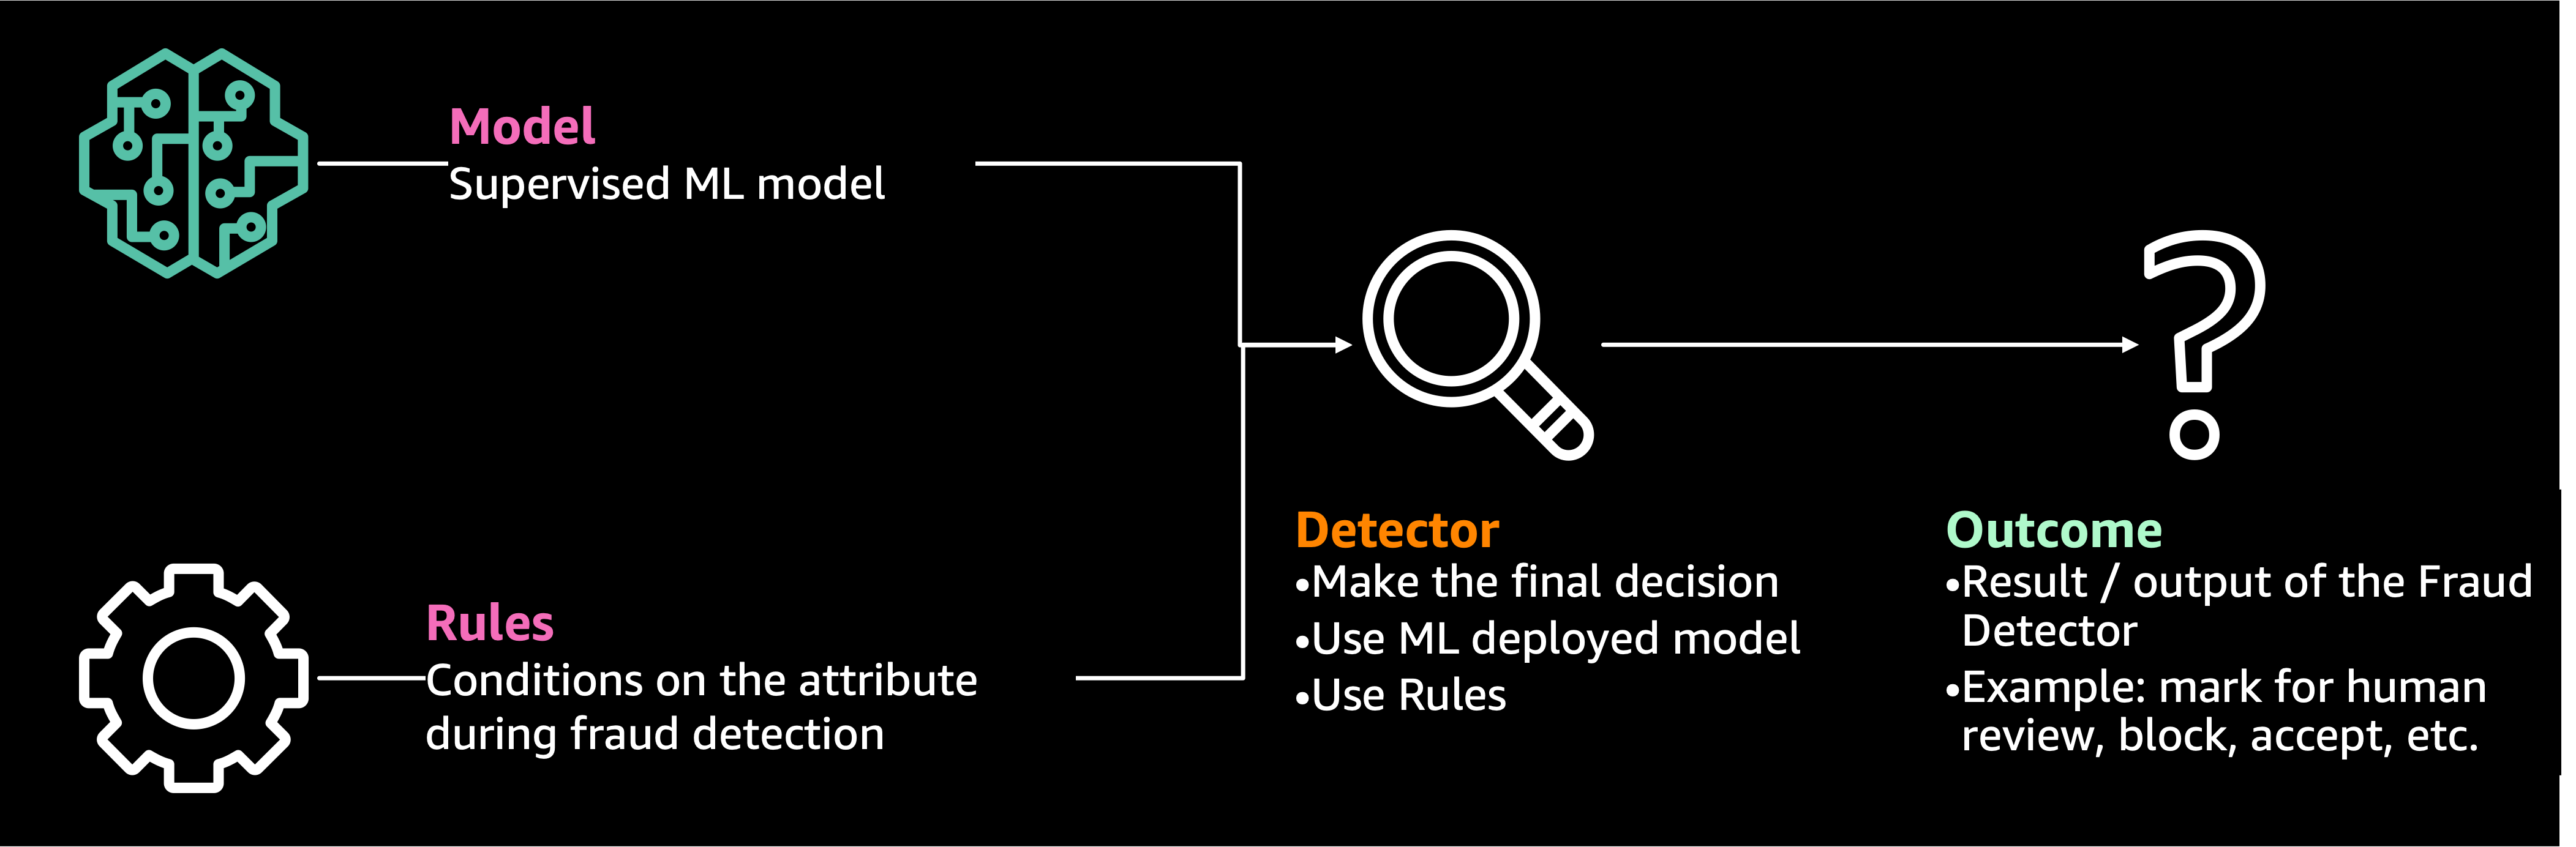 Model
Supervised ML model
Rules
Conditions on the attribute
during fraud detection
Detector
•Make the final decision
•Use ML deployed model
•Use Rules
Outcome
•Result / output of the Fraud
Detector
•Example: mark for human
review, block, accept, etc.